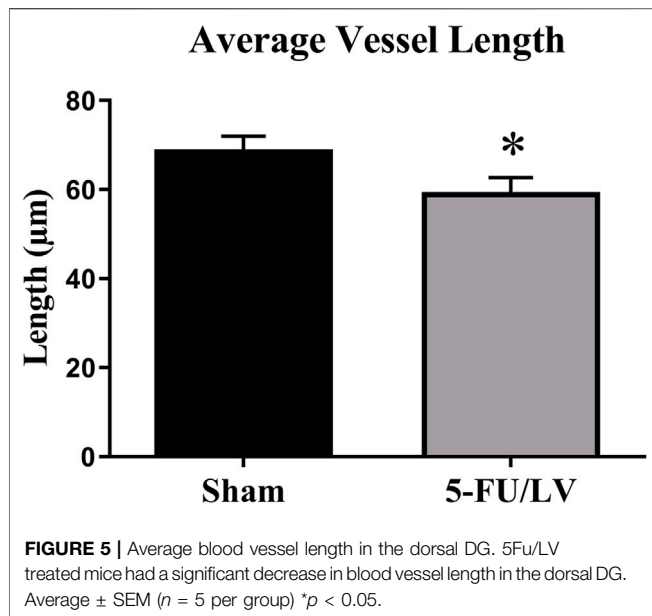 Average Vessel Length
80
60
40
20
0
Length (μm)
*
Sham 5-FU/LV
FIGURE 5 | Average blood vessel length in the dorsal DG. 5Fu/LV
treated mice had a significant decrease in blood vessel length in the dorsal DG.
Average ± SEM (n = 5 per group) *p < 0.05.